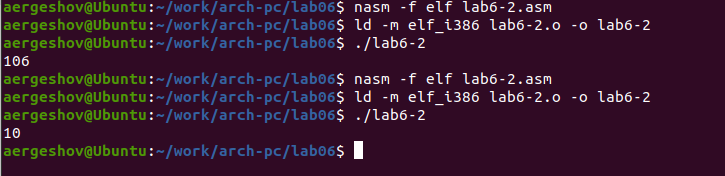 aergeshov@Ubuntu:~/work/arch-pc/lab06$ nasm -f elf lab6-2.asm
aergeshov@Ubuntu:~/work/arch-pc/lab06$ ld -m elf_i386 lab6-2.o -o lab6-2
aergeshov@Ubuntu:~/work/arch-pc/lab06$ ./lab6-2
106
aergeshov@Ubuntu:~/work/arch-pc/lab06$ nasm -f elf lab6-2.asm
aergeshov@Ubuntu:~/work/arch-pc/lab06$ ld -m elf_i386 lab6-2.o -o lab6-2
aergeshov@Ubuntu:~/work/arch-pc/lab06$ ./lab6-2
10
aergeshov@Ubuntu:~/work/arch-pc/lab06$